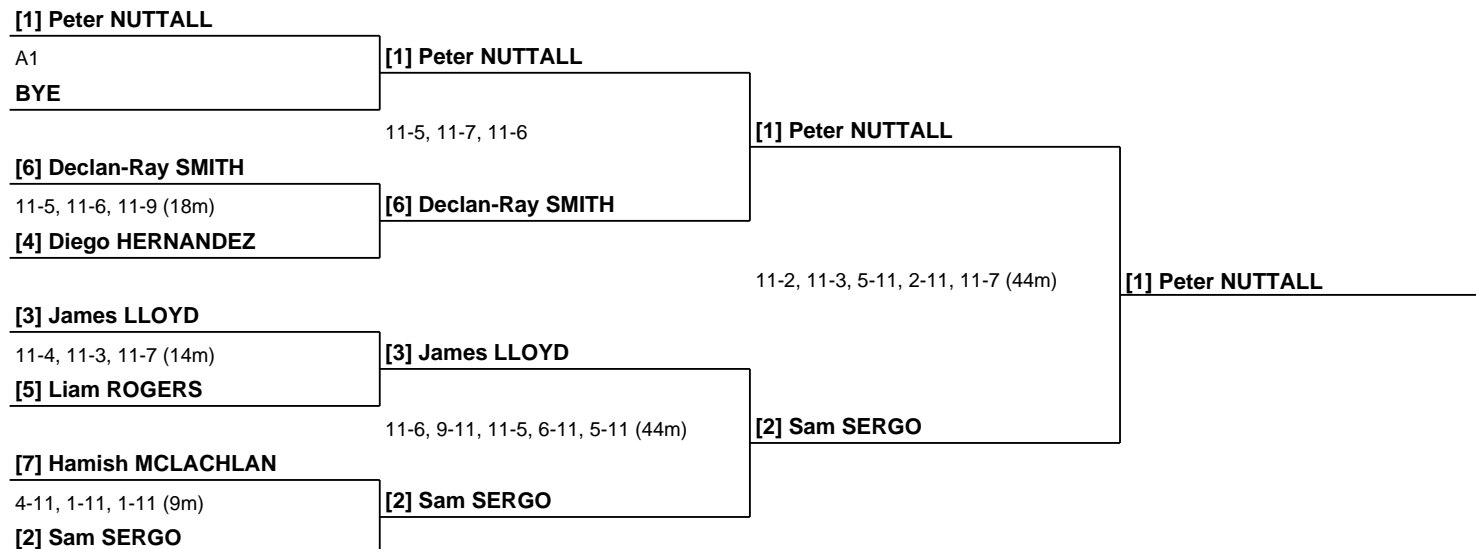 [1] Peter NUTTALL
A1
[1] Peter NUTTALL
BYE
11-5, 11-7, 11-6
[1] Peter NUTTALL
[6] Declan-Ray SMITH
11-5, 11-6, 11-9 (18m)
[6] Declan-Ray SMITH
[4] Diego HERNANDEZ
11-2, 11-3, 5-11, 2-11, 11-7 (44m)
[1] Peter NUTTALL
[3] James LLOYD
11-4, 11-3, 11-7 (14m)
[3] James LLOYD
[5] Liam ROGERS
11-6, 9-11, 11-5, 6-11, 5-11 (44m)
[2] Sam SERGO
[7] Hamish MCLACHLAN
4-11, 1-11, 1-11 (9m)
[2] Sam SERGO
[2] Sam SERGO